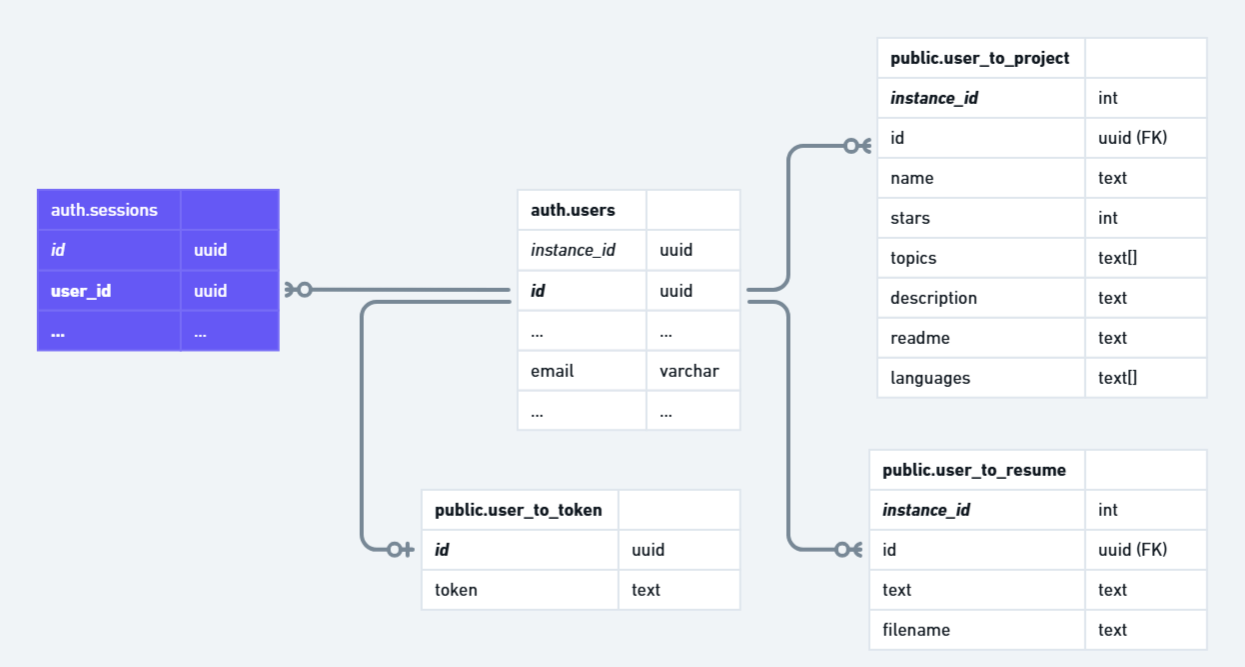 auth.sessions
id uuid
user_id uuid
... ...
auth.users
instance_id uuid
id uuid
... ...
email varchar
... ...
public.user_to_token
id uuid
token text
public.user_to_project
instance_id int
id uuid (FK)
name text
stars int
topics text[]
description text
readme text
languages text[]
public.user_to_resume
instance_id int
id uuid (FK)
text text
filename text